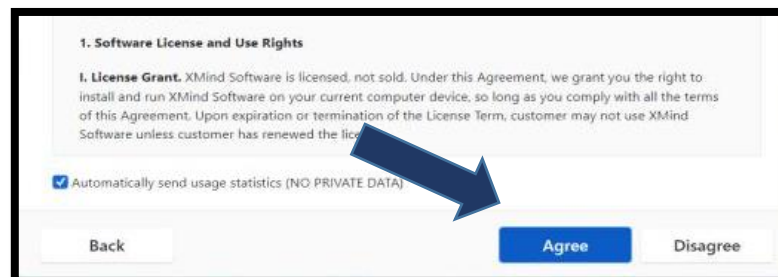 1. Software License and Use Rights
I. License Grant. XMind Software is licensed, not sold. Under this Agreement, we grant you the right to
install and run XMind Software on your current computer device, so long as you comply with all the terms
of this Agreement. Upon expiration or termination of the License Term, customer may not use XMind
Software unless customer has renewed the
Automatically send usage statistics (NO PRIVATE DATA)
Back
Agree
Disagree